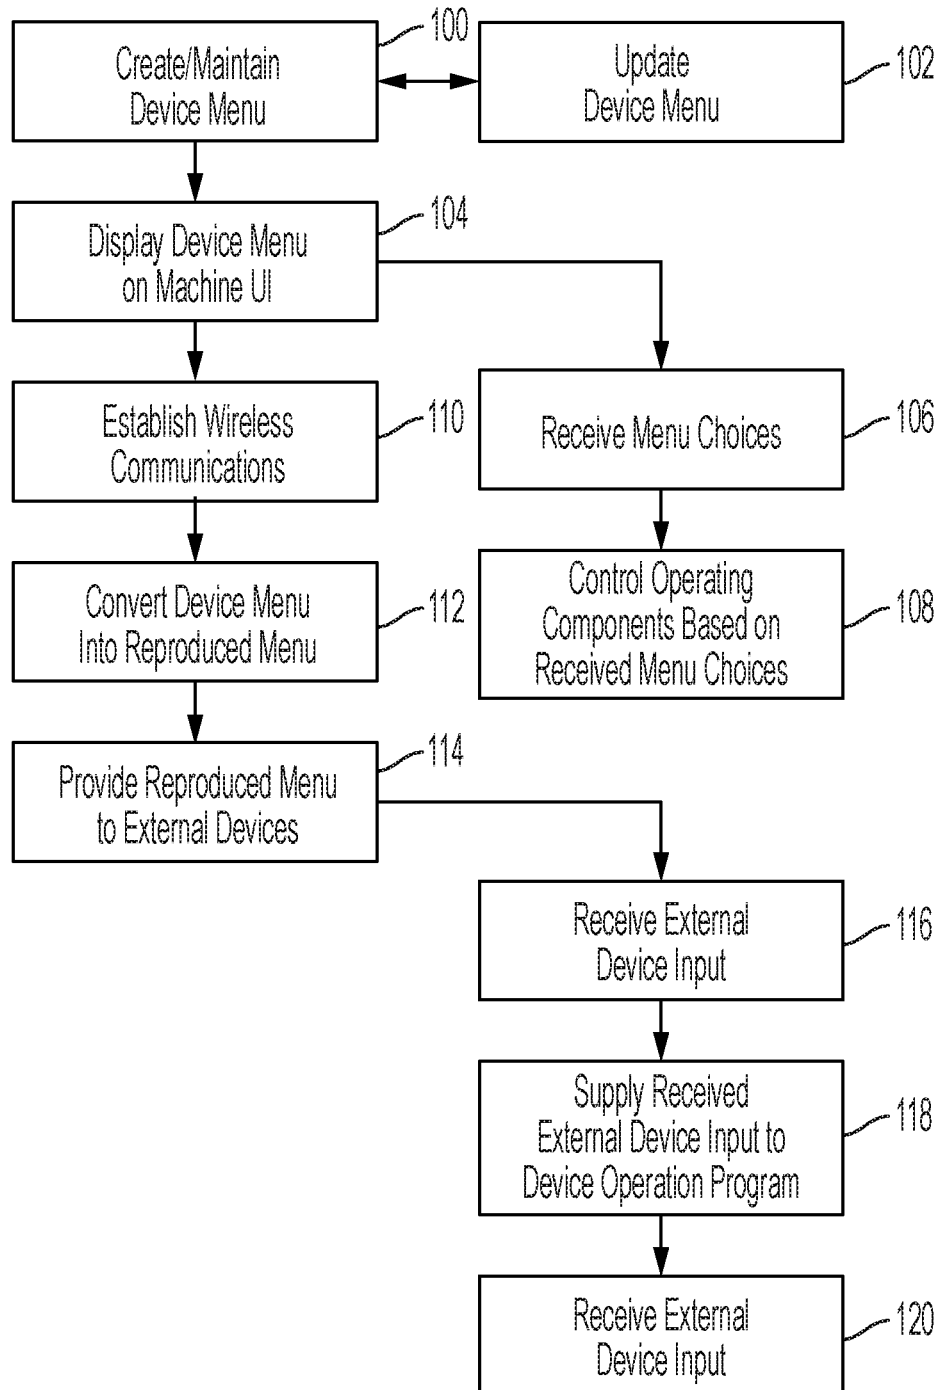 100
Create/Maintain
Device Menu
Update
Device Menu
102
104
Display Device Menu
on Machine UI
Establish Wireless
Communications
110
Receive Menu Choices
106
Convert Device Menu
Into Reproduced Menu
112
Control Operating
Components Based on
Received Menu Choices
108
114
Provide Reproduced Menu
to External Devices
Receive External
Device Input
116
Supply Received
External Device Input to
Device Operation Program
118
Receive External
Device Input
120